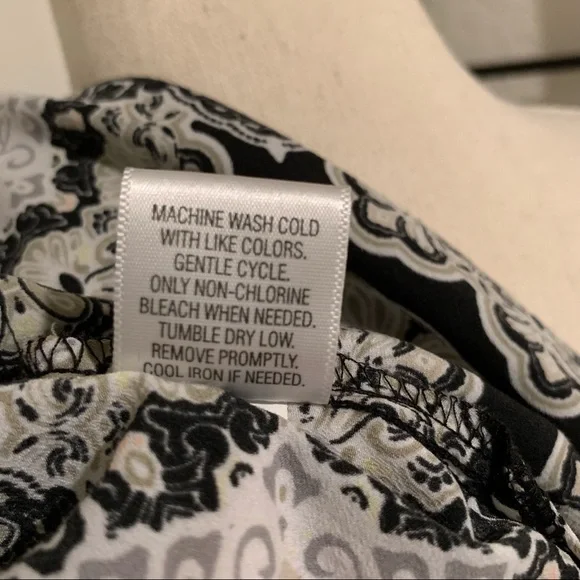 MACHINE WASH COLD
WITH LIKE COLORS.
GENTLE CYCLE.
ONLY NON-CHLORINE
BLEACH WHEN NEEDED.
TUMBLE DRY LOW.
REMOVE PROMPTLY.
COOL IRON IF NEEDED.